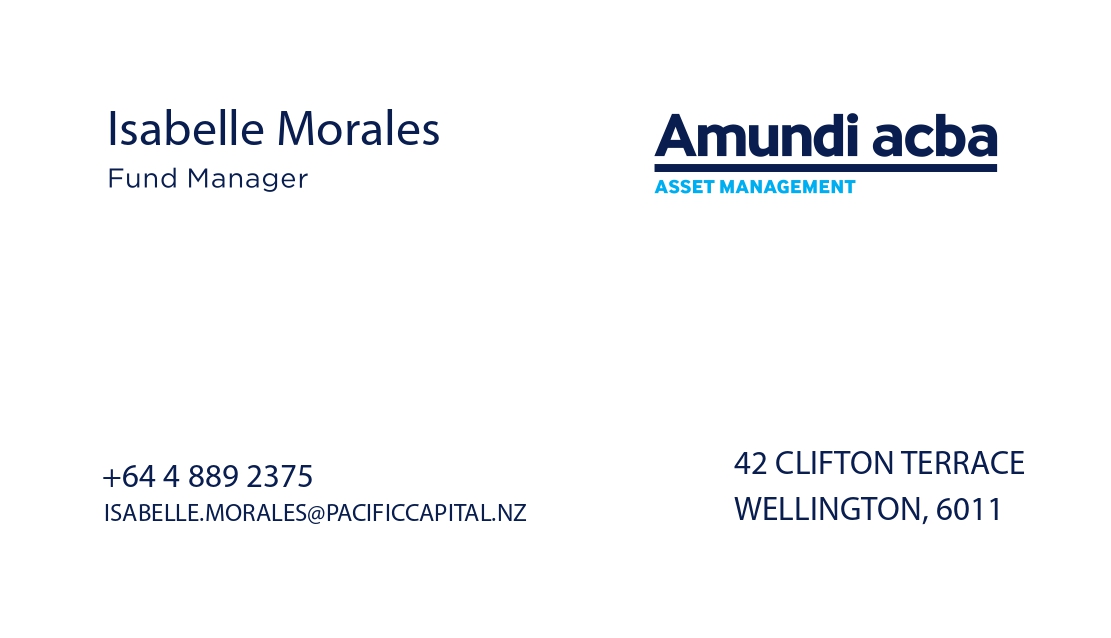 Isabelle Morales
Fund Manager
Amundi acba
ASSET MANAGEMENT
+64 4 889 2375
ISABELLE.MORALES@PACIFICCAPITAL.NZ
42 CLIFTON TERRACE
WELLINGTON, 6011